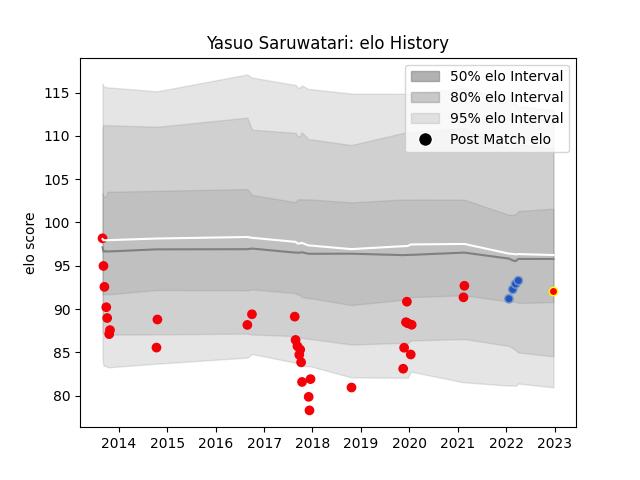 Yasuo Saruwatari: elo History
50% elo Interval
80% elo Interval
95% elo Interval
Post Match elo
elo score
115
110
105
100
95
90
85
80
2014 2015 2016 2017 2018 2019 2020 2021 2022 2023